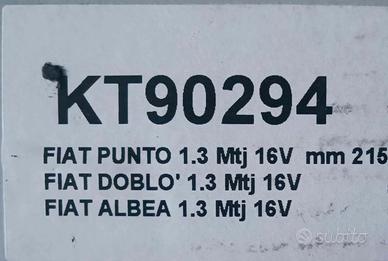 KT90294
FIAT PUNTO 1.3 Mtj 16V mm 215
FIAT DOBLO' 1.3 Mtj 16V
FIAT ALBEA 1.3 Mtj 16V
subito